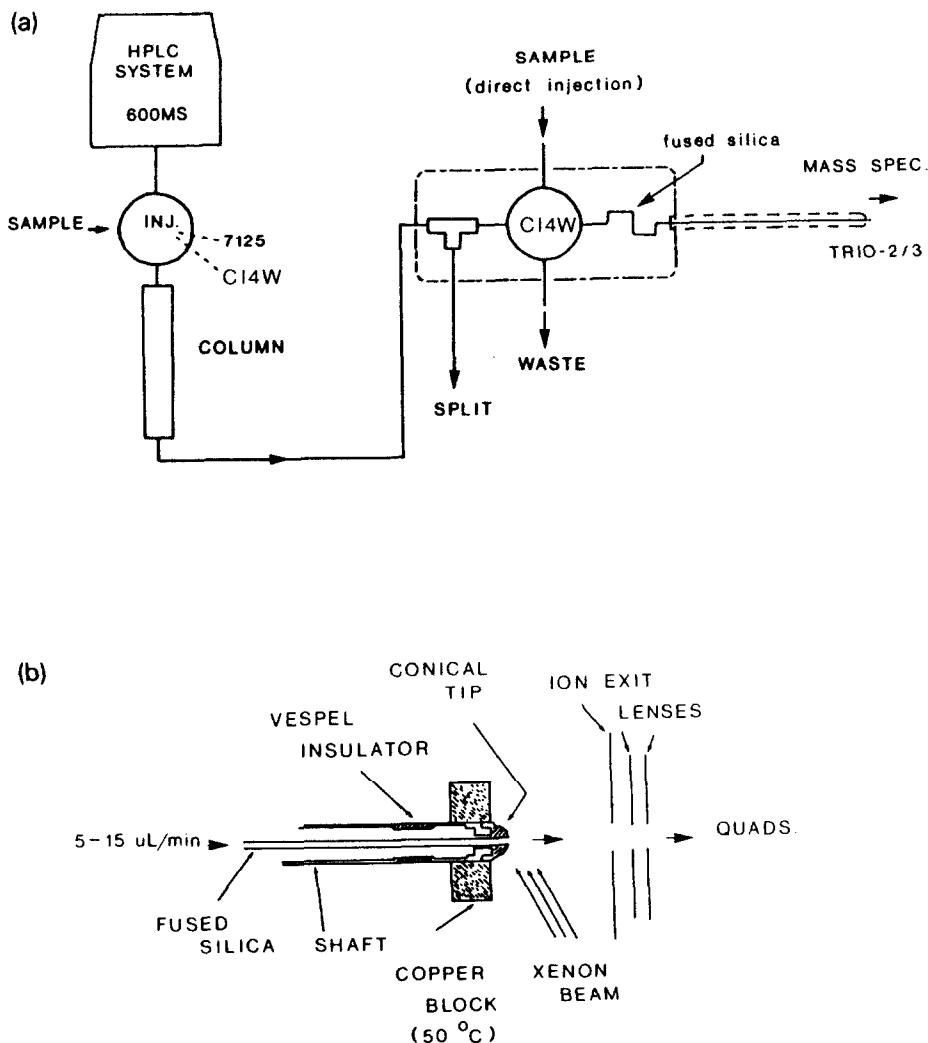 (a)
HPLC
SYSTEM
600MS
SAMPLE
INJ.
7125
C14W
COLUMN
SAMPLE
(direct injection)
fused silica
MASS SPEC.
C14W
TRIO-2/3
WASTE
SPLIT
(b)
CONICAL
TIP
ION EXIT
LENSES
VESPEL
INSULATOR
5-15 uL/min
QUADS.
FUSED
SILICA
SHAFT
COPPER
BLOCK
(50 °C)
XENON
BEAM